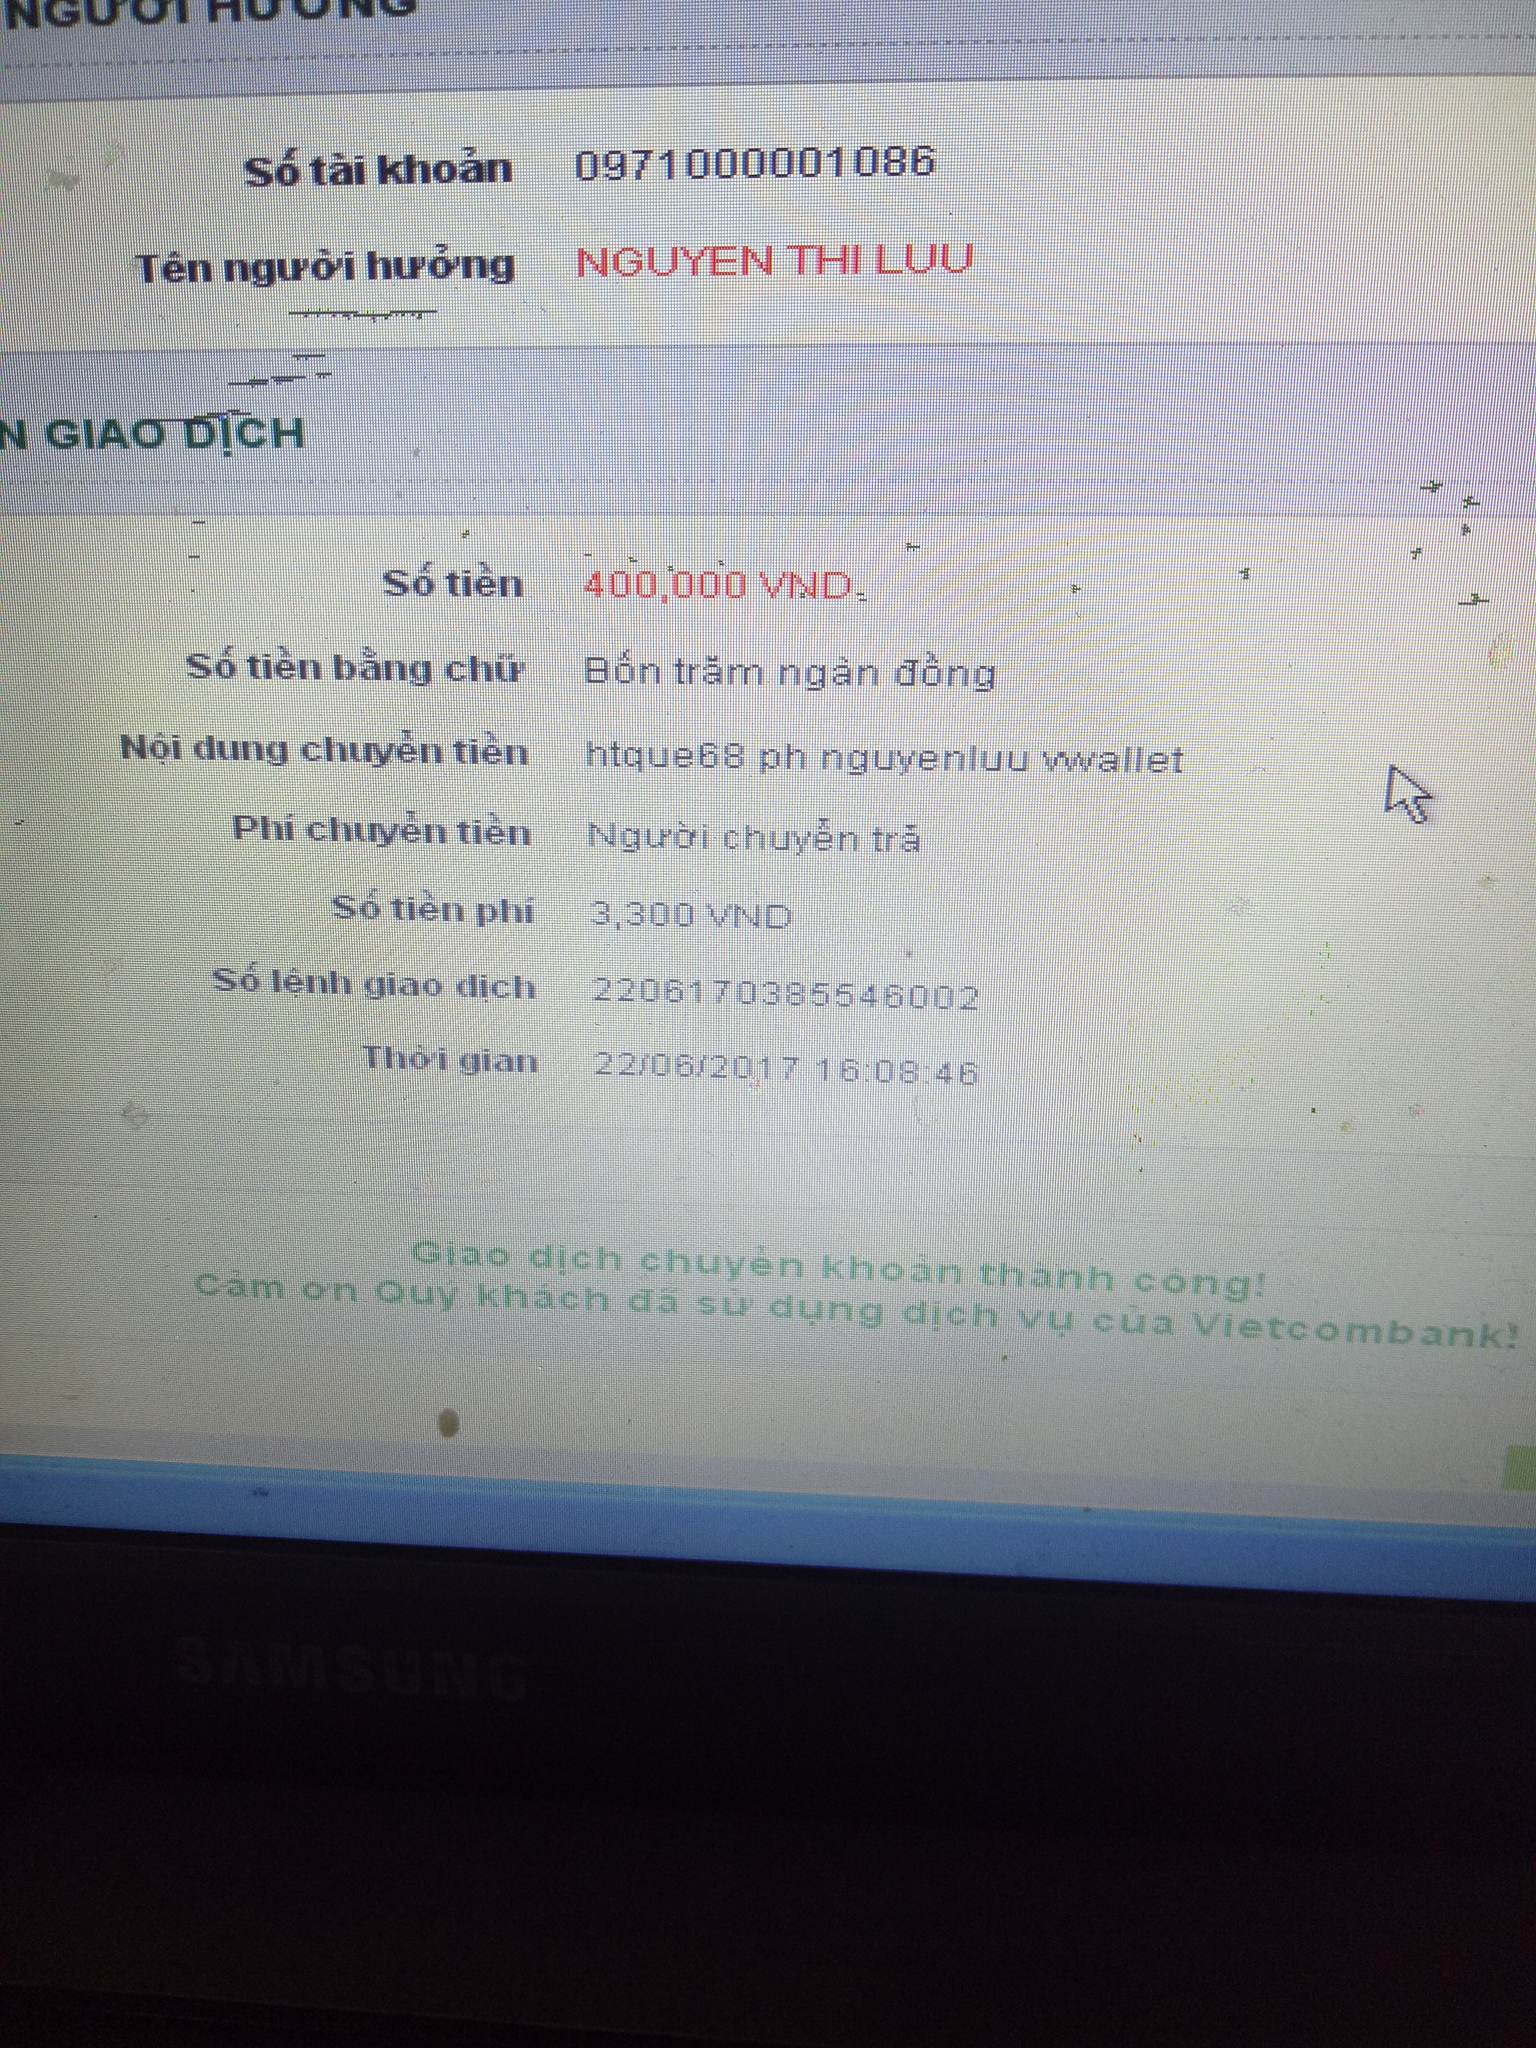 NGƯỜI HƯỞNG
Số tài khoản 0971000001086
Tên người hưởng NGUYEN THI LUU
N GIAO DỊCH
Số tiền 400,000 VND
Số tiền bằng chữ Bốn trăm ngàn đồng
Nội dung chuyển tiền htque68 ph nguyenluu vwallet
Phí chuyển tiền Người chuyển trả
Số tiền phí 3,300 VND
Số lệnh giao dịch 2206170385546002
Thời gian 22/06/2017 16:08:46
Giao dịch chuyển khoản thành công!
Cảm ơn Quý khách đã sử dụng dịch vụ của Vietcombank!
SAMSUNG